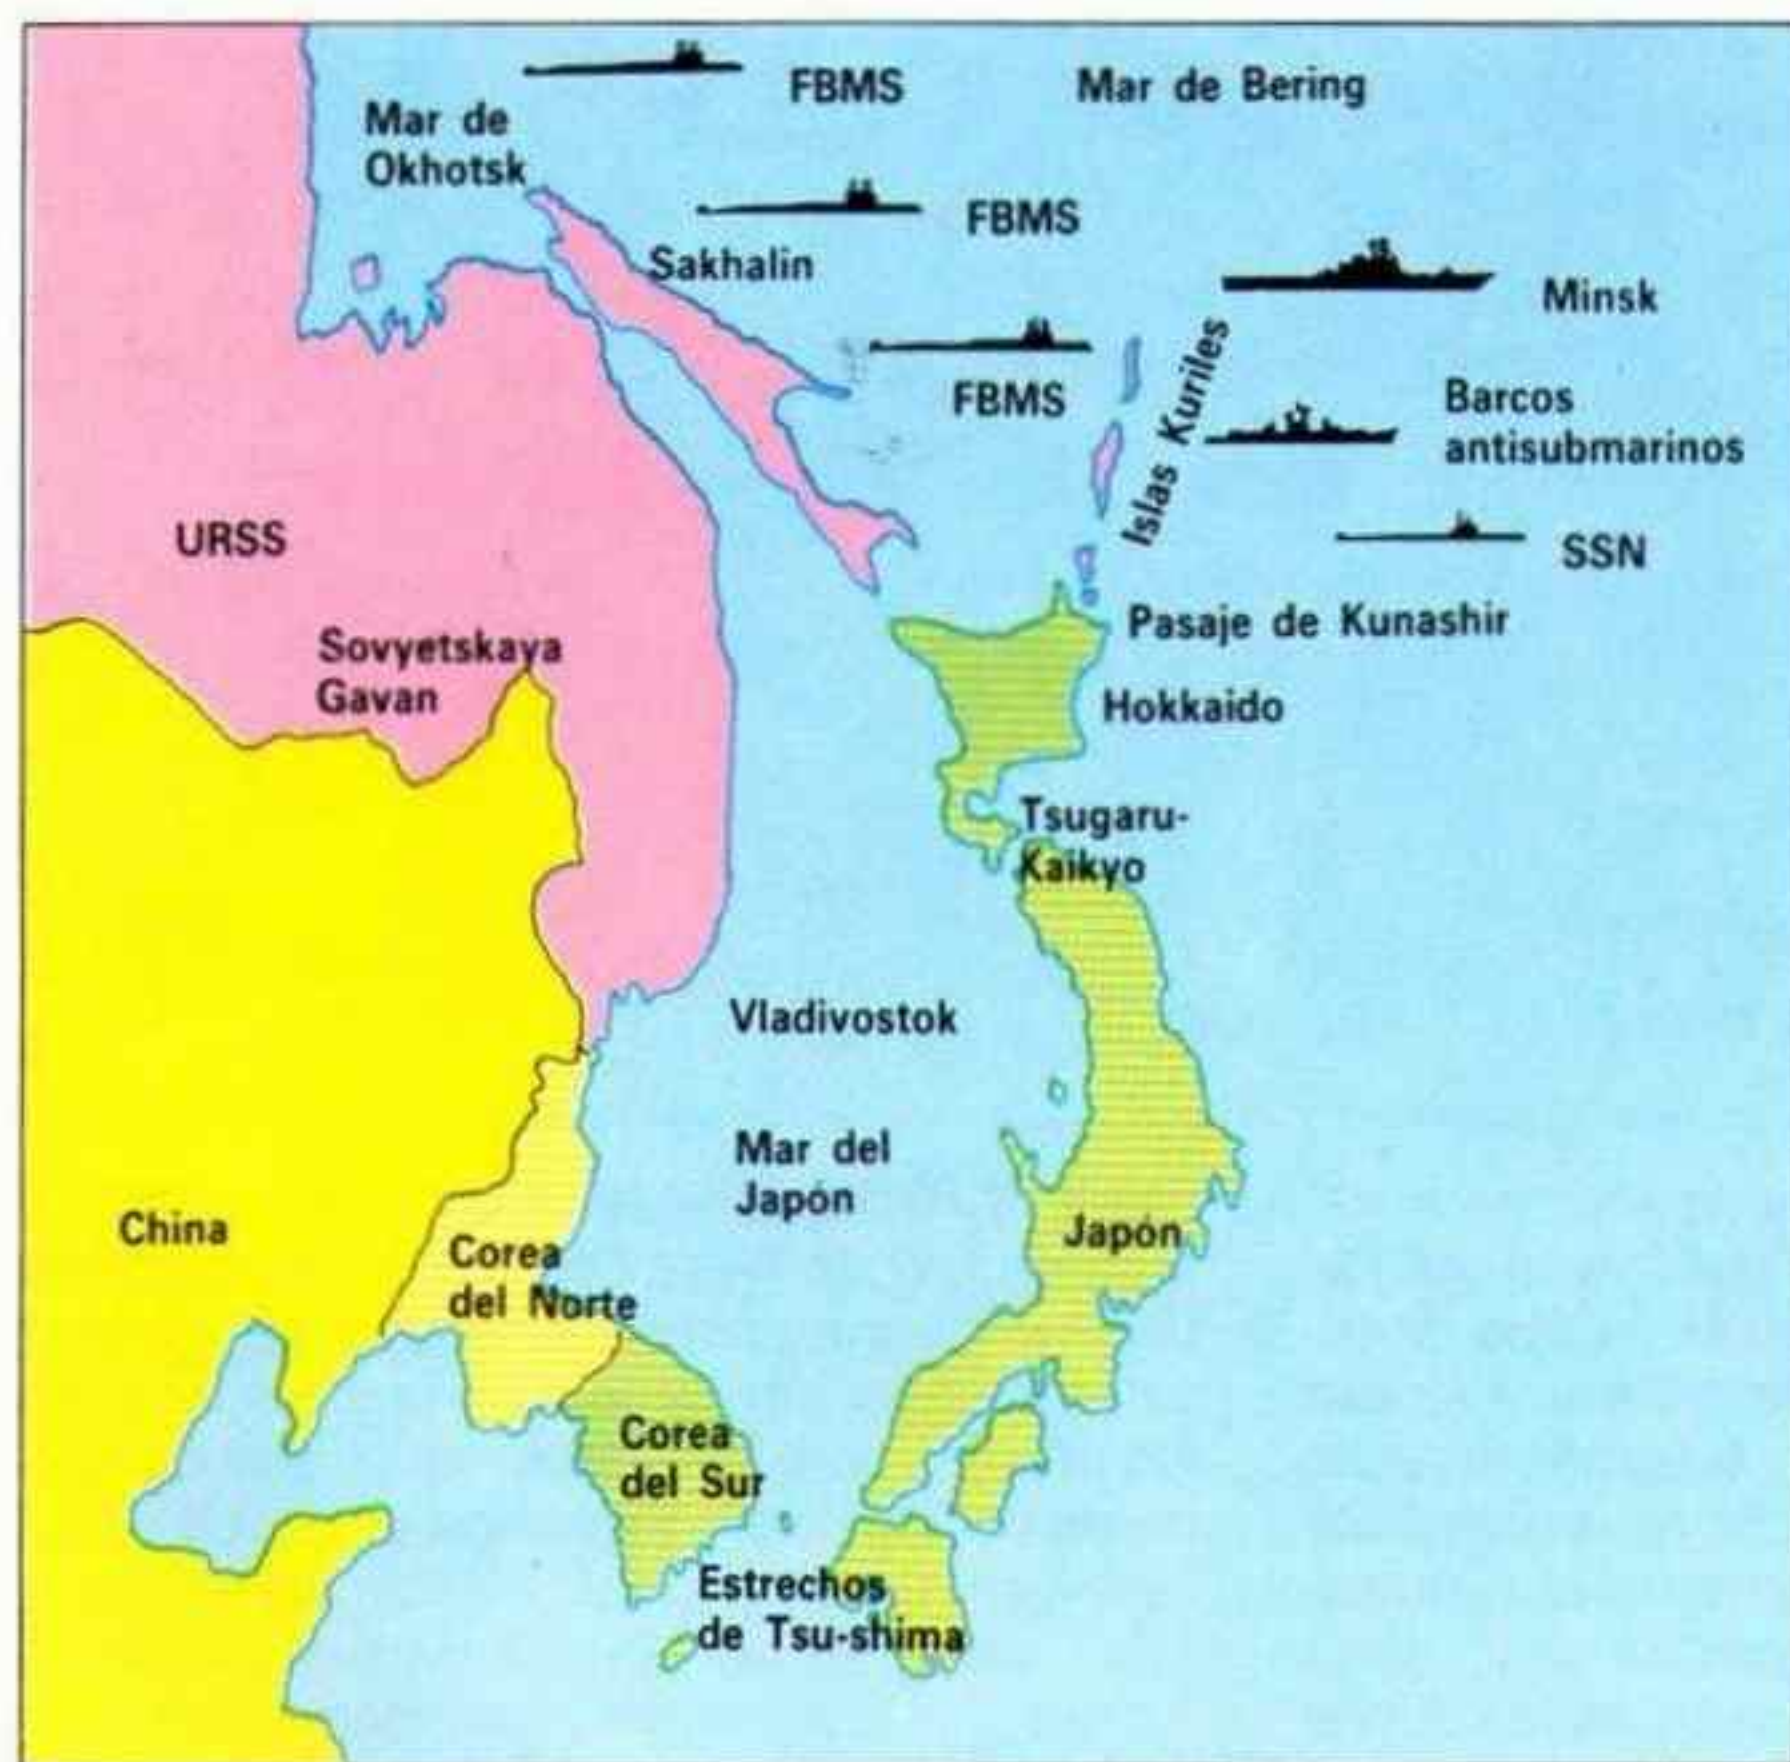 FBMS
Mar de Bering
Mar de
Okhotsk
FBMS
Sakhalin
Minsk
FBMS
Islas Kuriles
Barcos
antisubmarinos
URSS
SSN
Pasaje de Kunashir
Sovyetskaya
Gavan
Hokkaido
Tsugaru-
Kaikyo
Vladivostok
Mar del
Japón
China
Japón
Corea
del Norte
Corea
del Sur
Estrechos
de Tsu-shima